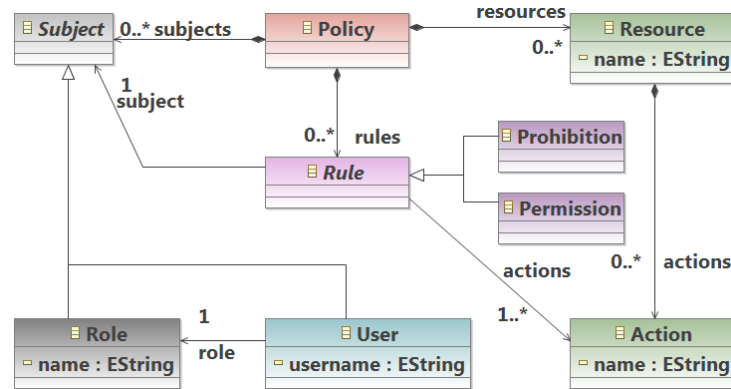 Subject
0..* subjects
Policy
resources
0..*
Resource
name : EString
1
subject
0..* rules
Prohibition
Rule
Permission
actions
1..*
0..* actions
Role
name : EString
1
role
User
username : EString
Action
name : EString